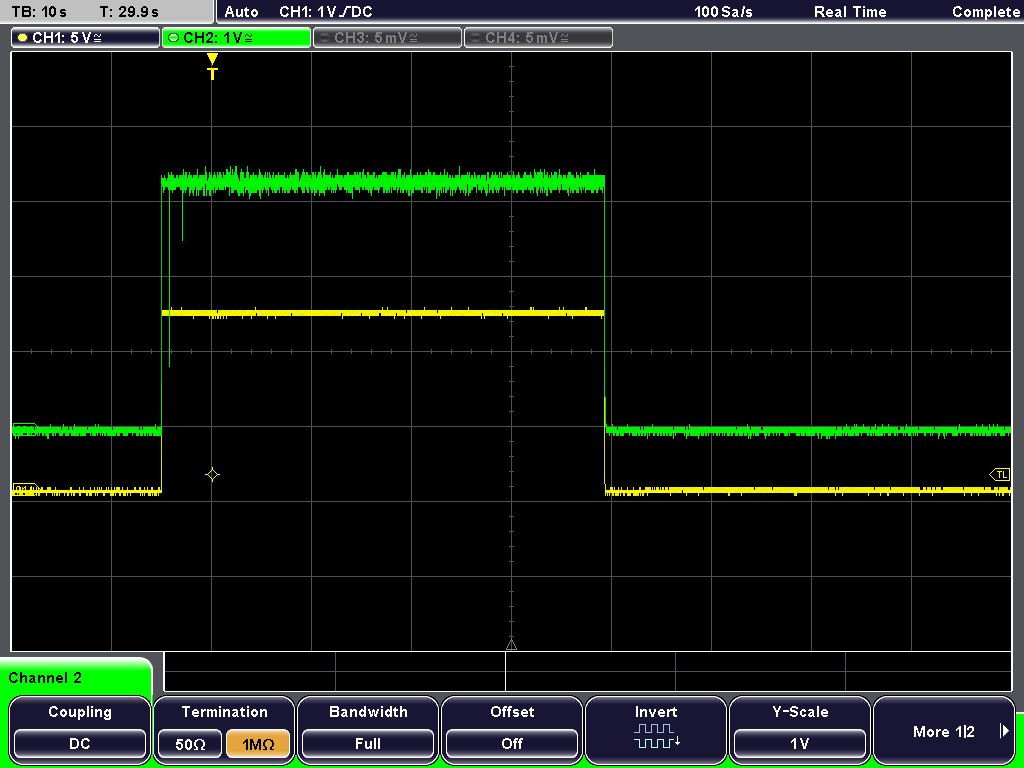 TB: 10 s T: 29.9 s Auto CH1: 1 V DC 100 Sa/s Real Time Complete
CH1: 5 V≅ CH2: 1 V≅ CH3: 5 mV≅ CH4: 5 mV≅
T
TL
Channel 2
Coupling Termination Bandwidth Offset Invert Y-Scale More 1|2
DC 50Ω 1MΩ Full Off 1 V